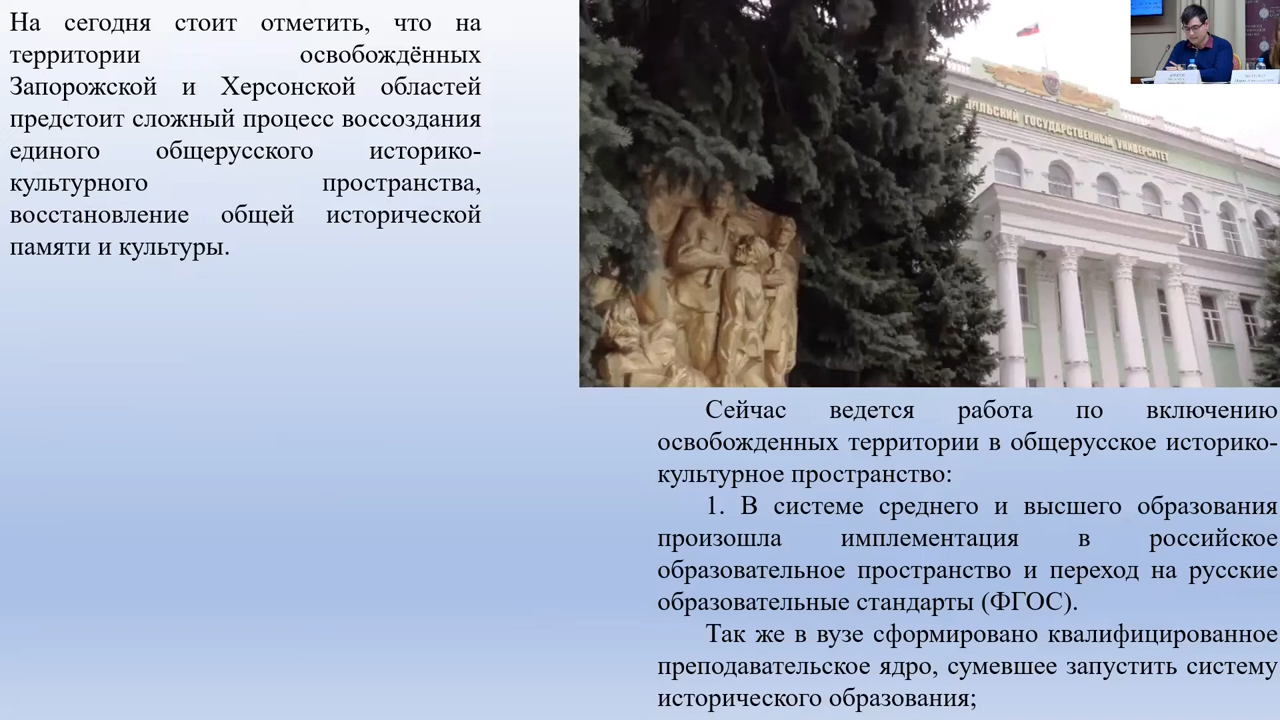 На сегодня стоит отметить, что на
территории освобождённых
Запорожской и Херсонской областей
предстоит сложный процесс воссоздания
единого общерусского историко-
культурного пространства,
восстановление общей исторической
памяти и культуры.
ПОЛЬСКИЙ ГОСУДАРСТВЕННЫЙ УНИВЕРСИТЕТ
Сейчас ведется работа по включению
освобожденных территории в общерусское историко-
культурное пространство:
1. В системе среднего и высшего образования
произошла имплементация в российское
образовательное пространство и переход на русские
образовательные стандарты (ФГОС).
Так же в вузе сформировано квалифицированное
преподавательское ядро, сумевшее запустить систему
исторического образования;